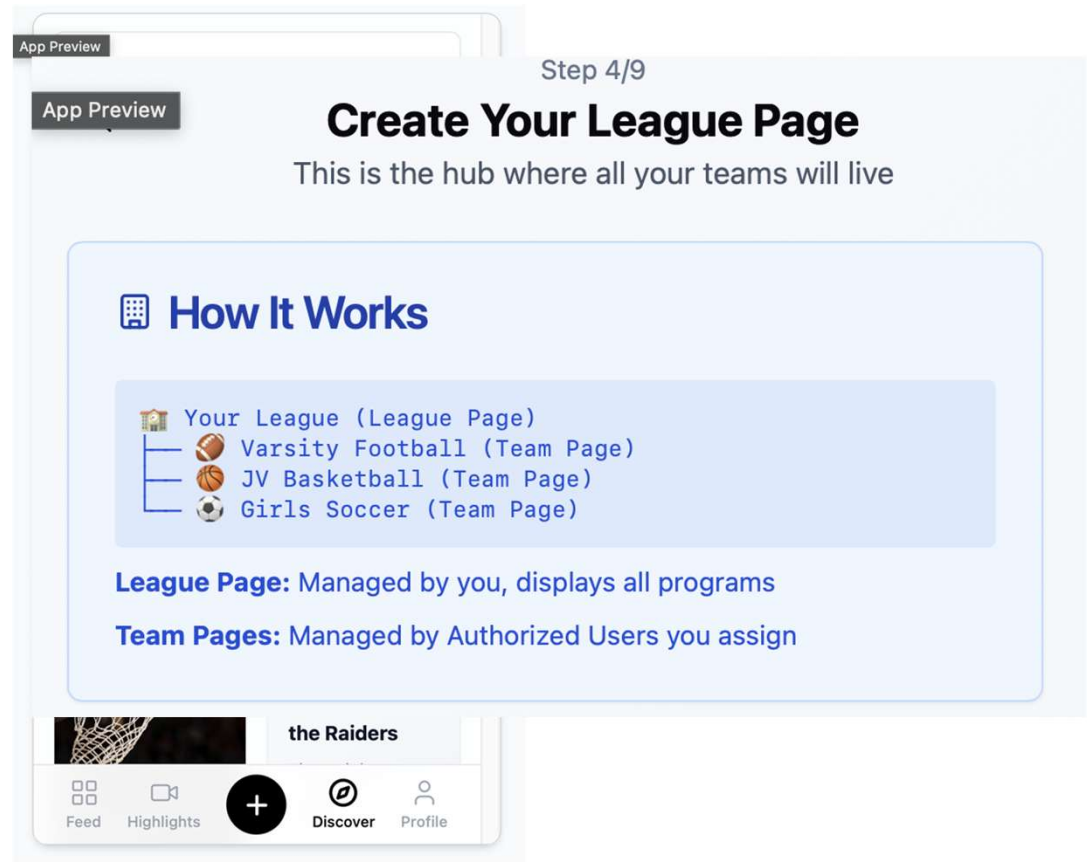 App Preview
Step 4/9
App Preview
Create Your League Page
This is the hub where all your teams will live
How It Works
Your League (League Page)
Varsity Football (Team Page)
JV Basketball (Team Page)
Girls Soccer (Team Page)
League Page: Managed by you, displays all programs
Team Pages: Managed by Authorized Users you assign
the Raiders
Feed
Highlights
Discover
Profile